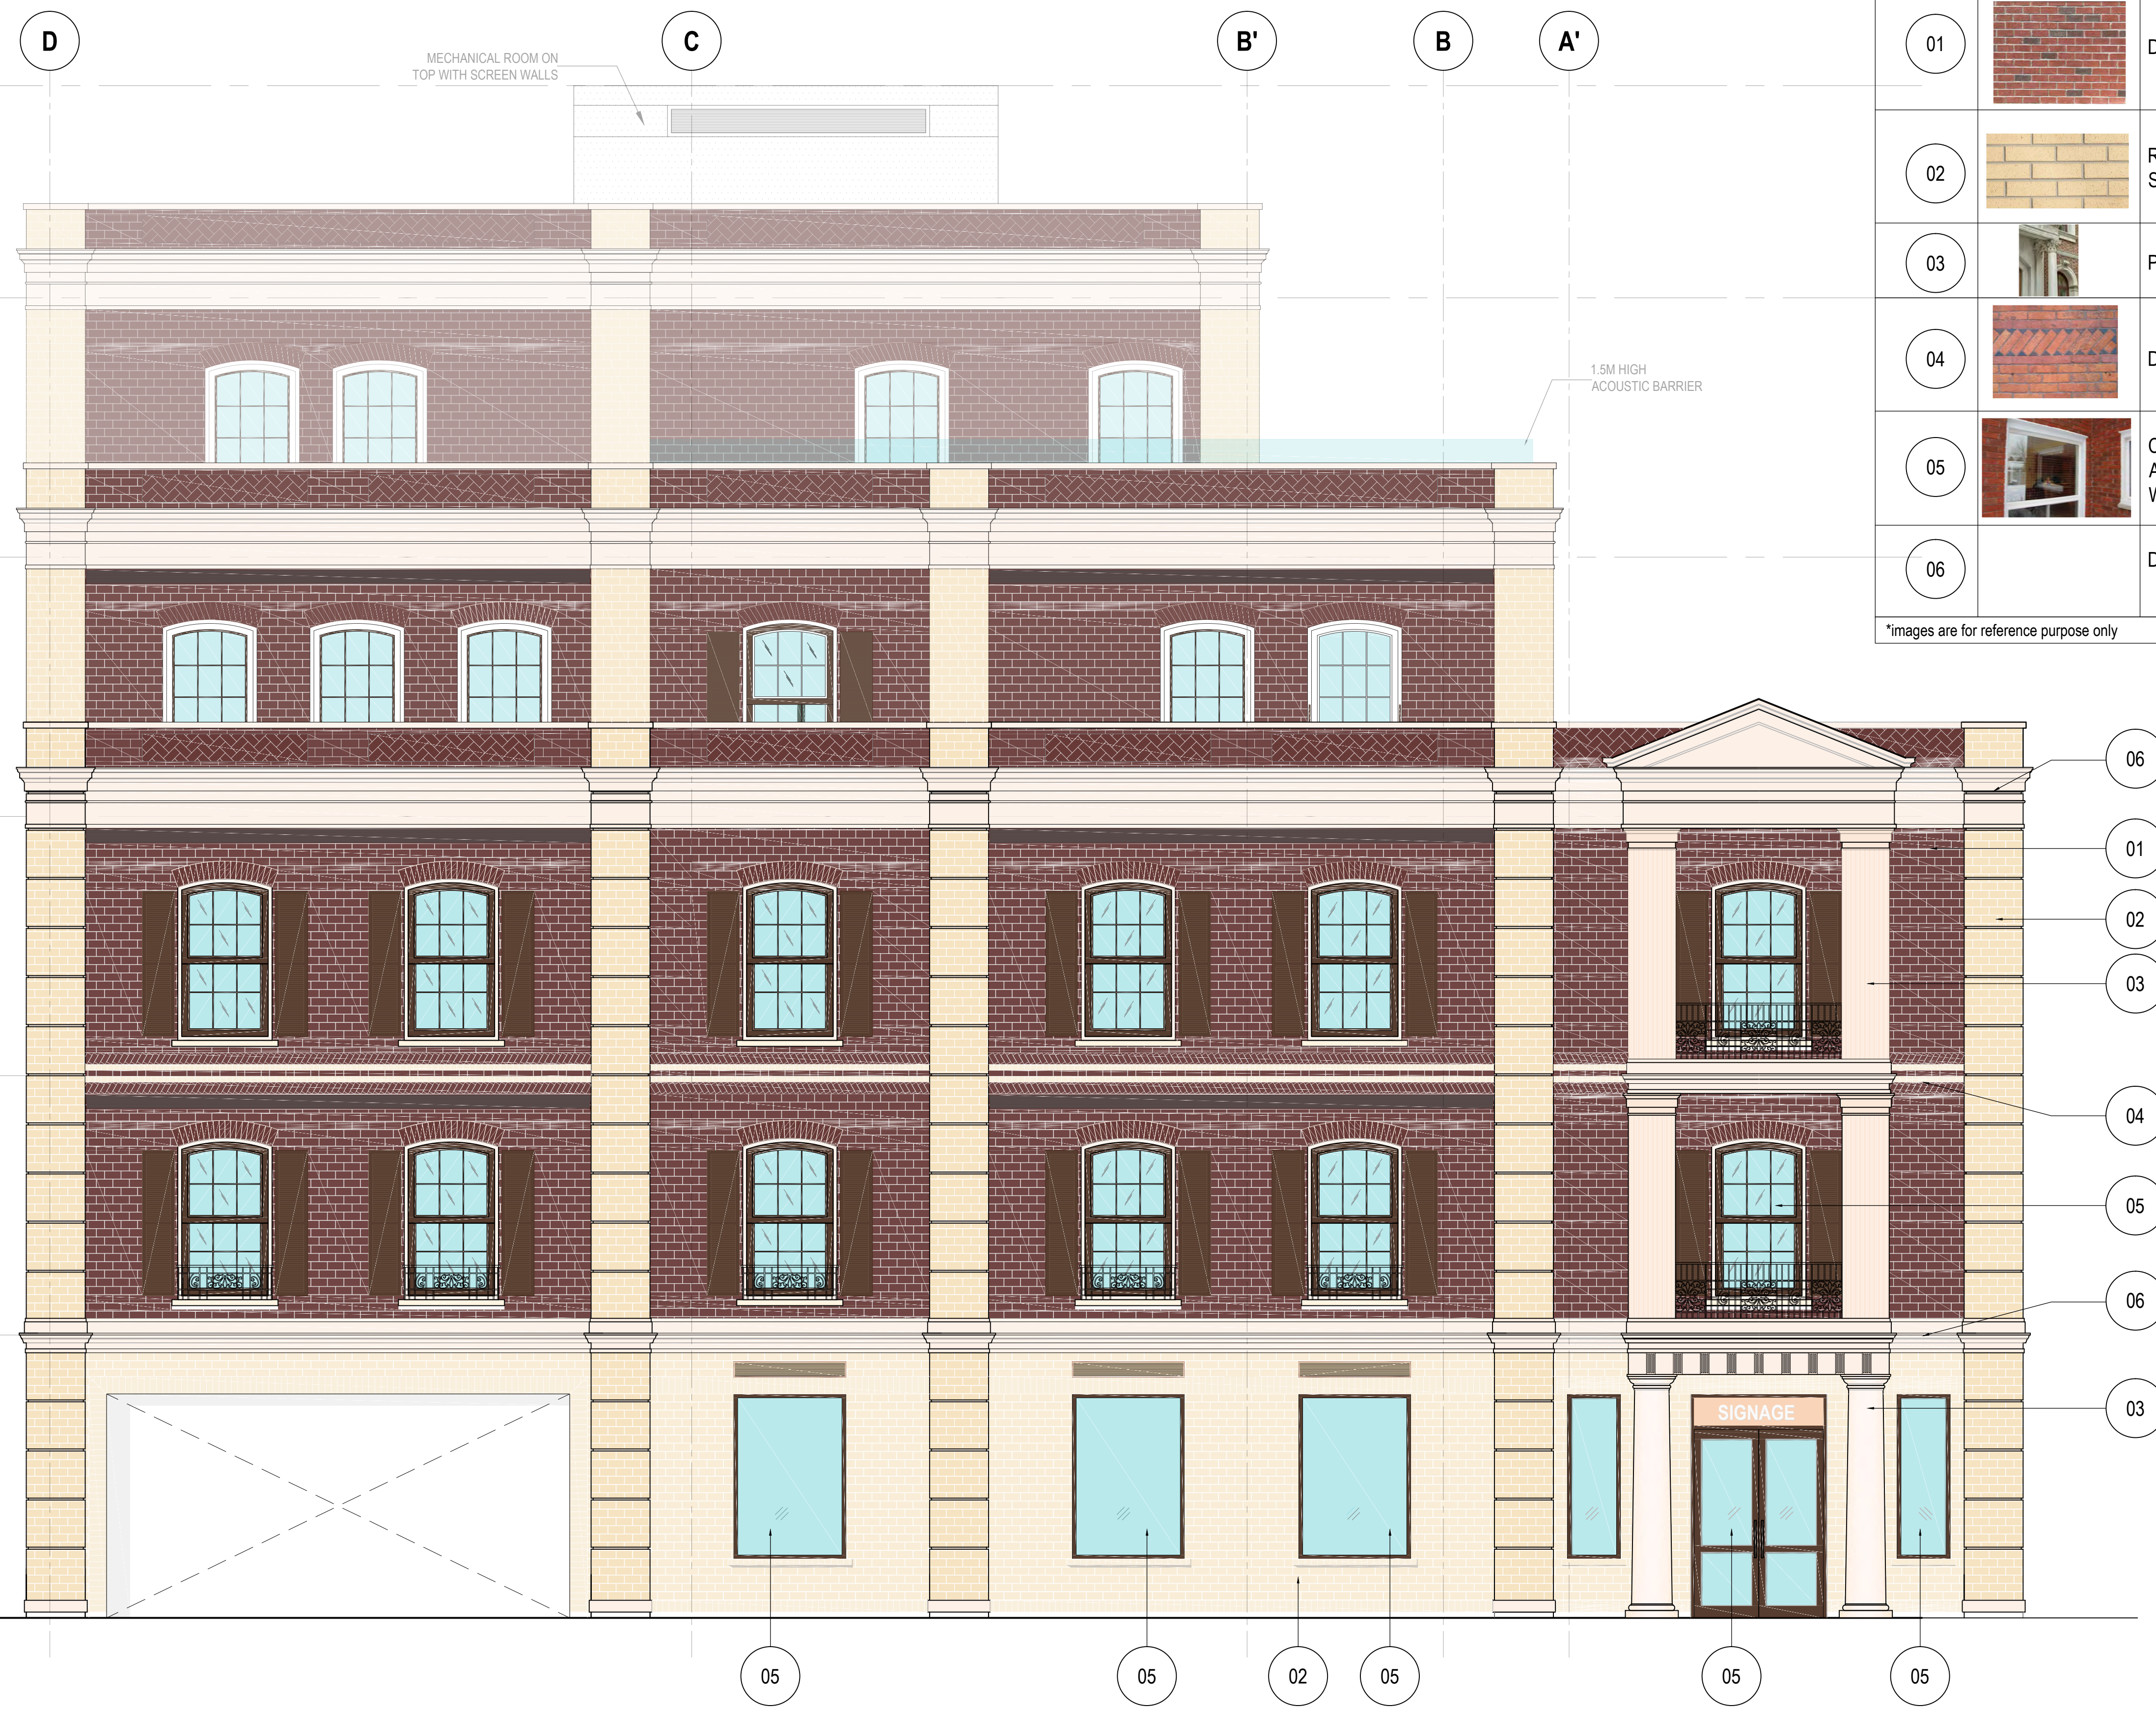 D
C
B'
B
A'
MECHANICAL ROOM ON
TOP WITH SCREEN WALLS
1.5M HIGH
ACOUSTIC BARRIER
01
D
02
R
S
03
P
04
D
05
C
A
W
06
D
*images are for reference purpose only
06
01
02
03
04
05
06
03
SIGNAGE
05
05
02
05
05
05